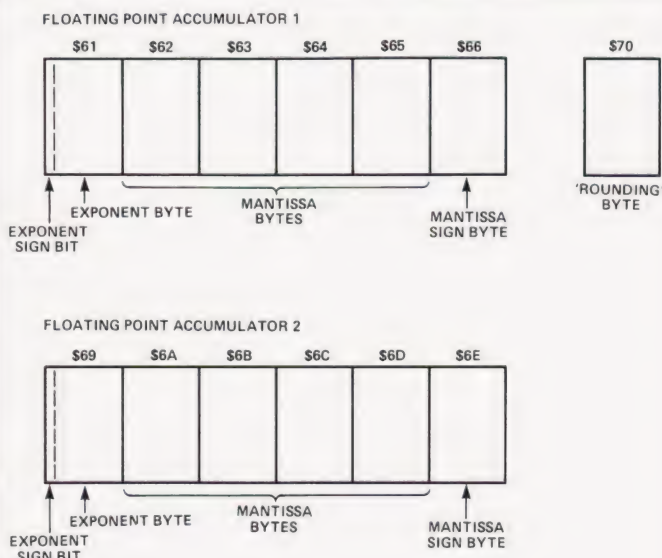 FLOATING POINT ACCUMULATOR 1
$61 $62 $63 $64 $65 $66 $70
EXPONENT BYTE
MANTISSA
BYTES
EXPONENT
SIGN BIT
MANTISSA
SIGN BYTE
'ROUNDING'
BYTE
FLOATING POINT ACCUMULATOR 2
$69 $6A $6B $6C $6D $6E
EXPONENT BYTE
MANTISSA
BYTES
EXPONENT
SIGN BIT
MANTISSA
SIGN BYTE